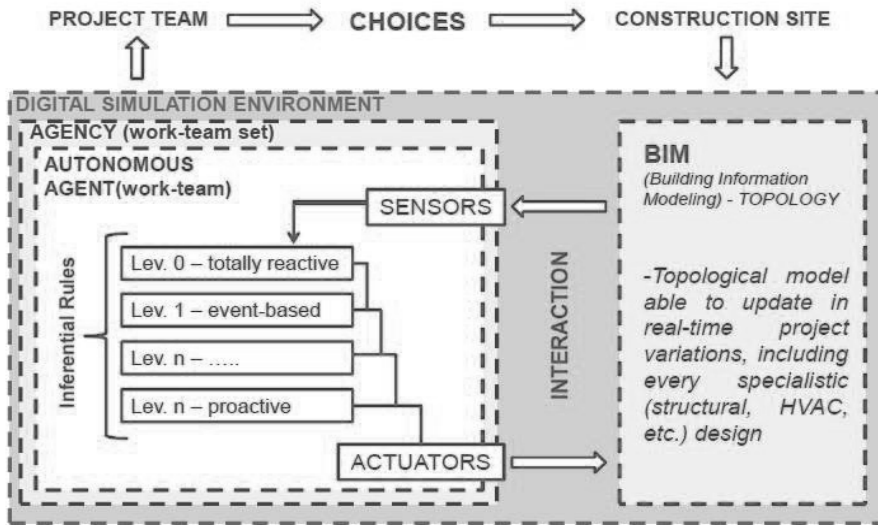 PROJECT TEAM
CHOICES
CONSTRUCTION SITE
DIGITAL SIMULATION ENVIRONMENT
AGENCY (work-team set)
AUTONOMOUS
AGENT(work-team)
SENSORS
Inferential Rules
Lev. 0 – totally reactive
Lev. 1 – event-based
Lev. n – .....
Lev. n – proactive
ACTUATORS
INTERACTION
BIM
(Building Information
Modeling) - TOPOLOGY
-Topological model
able to update in
real-time project
variations, including
every specialistic
(structural, HVAC,
etc.) design